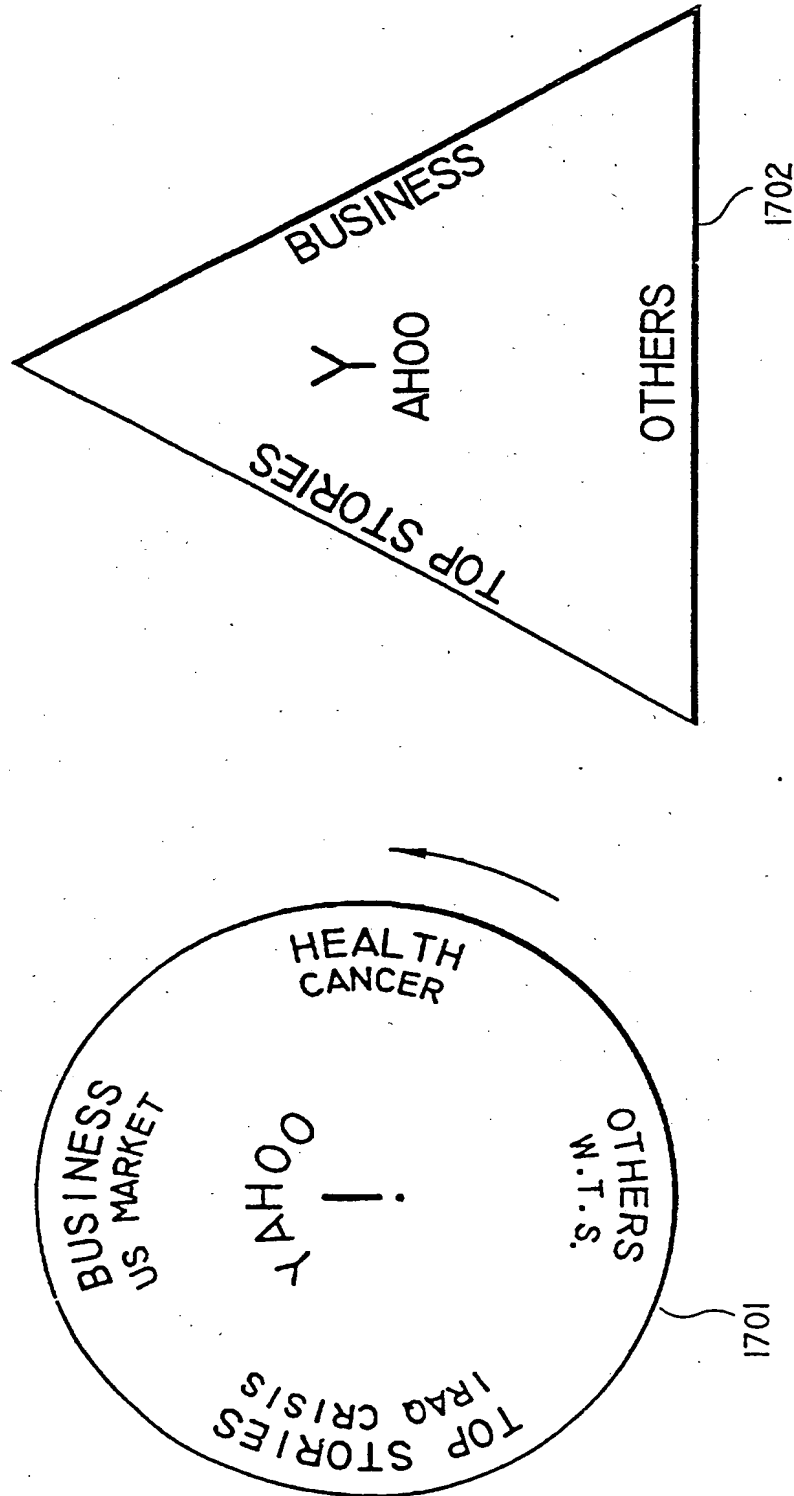 BUSINESS
TOP STORIES
Y
AHOO
OTHERS
1702
HEALTH
CANCER
BUSINESS
US MARKET
YAHOO
!
OTHERS
W.T.S.
TOP STORIES
IRAQ CRISIS
1701